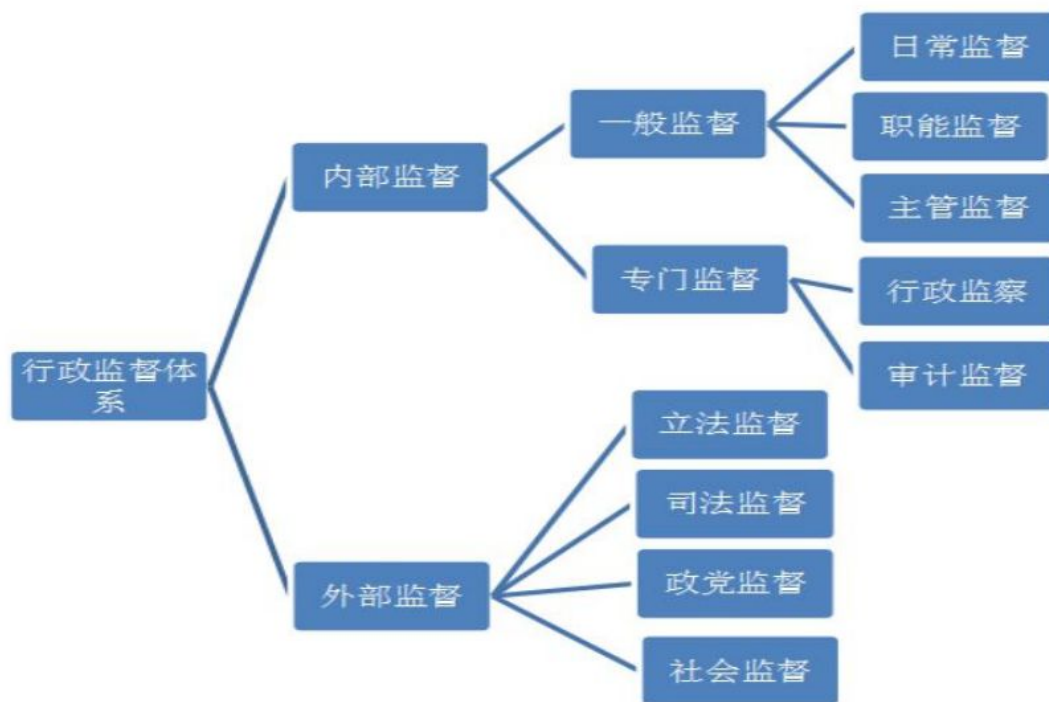 行政监督体
系
内部监督
一般监督
日常监督
职能监督
主管监督
专门监督
行政监察
审计监督
外部监督
立法监督
司法监督
政党监督
社会监督